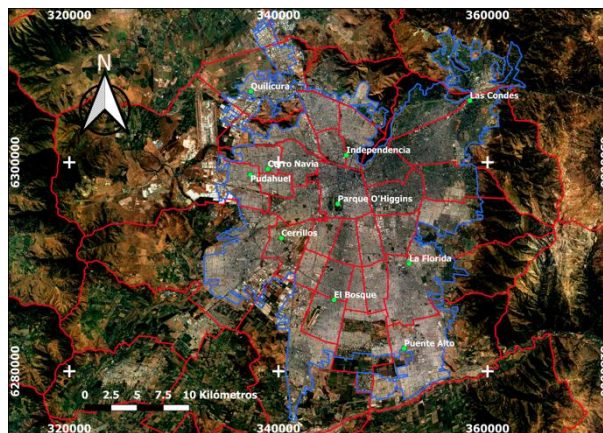 320000 340000 360000
N
Quilicura
Las Condes
Independencia
6300000
Cerro Navia
Pudahuel
Parque O'Higgins
Cerrillos
La Florida
El Bosque
Puente Alto
6280000
0 2.5 5 7.5 10 Kilómetros
320000 340000 360000